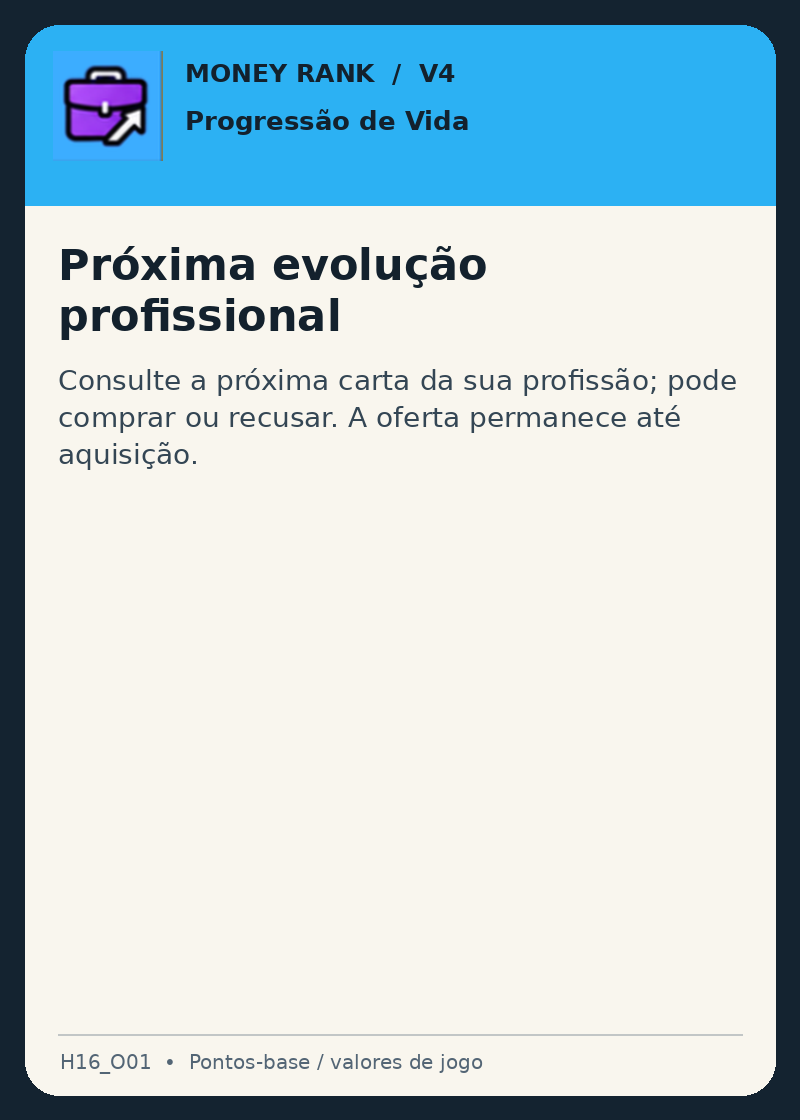 MONEY RANK / V4
Progressão de Vida
Próxima evolução
profissional
Consulte a próxima carta da sua profissão; pode
comprar ou recusar. A oferta permanece até
aquisição.
H16_O01 • Pontos-base / valores de jogo